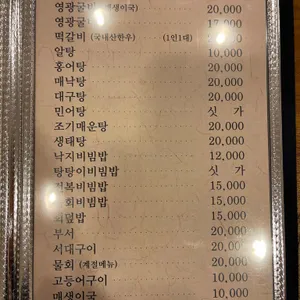 영광굴비 (매생이국) 20,000
영광굴비 17,000
떡갈비 (국내산한우) (1인1대)
알탕 10,000
홍어탕 20,000
매낙탕 20,000
대구탕 20,000
민어탕 싯 가
조기매운탕 20,000
생태탕 20,000
낙지비빔밥 12,000
탕탕이비빔밥 싯 가
전복비빔밥 15,000
회비빔밥 15,000
회덮밥 15,000
부서 20,000
서대구이 20,000
물회 (계절메뉴) 20,000
고등어구이 10,000
매생이국 10,000